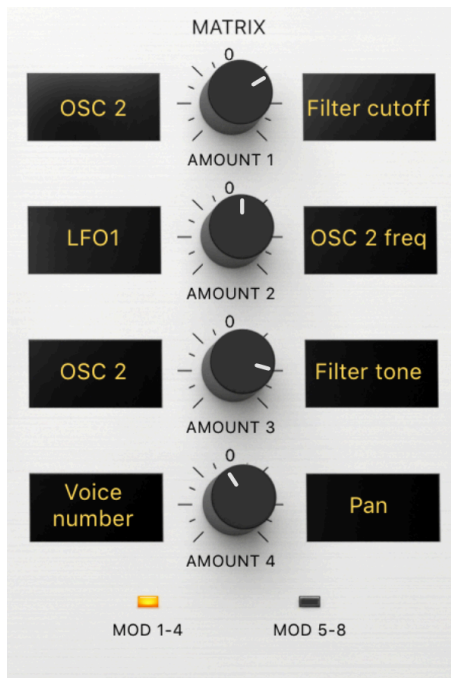 MATRIX
0
OSC 2
Filter cutoff
AMOUNT 1
0
LFO1
OSC 2 freq
AMOUNT 2
0
OSC 2
Filter tone
AMOUNT 3
0
Voice
number
Pan
AMOUNT 4
MOD 1-4
MOD 5-8